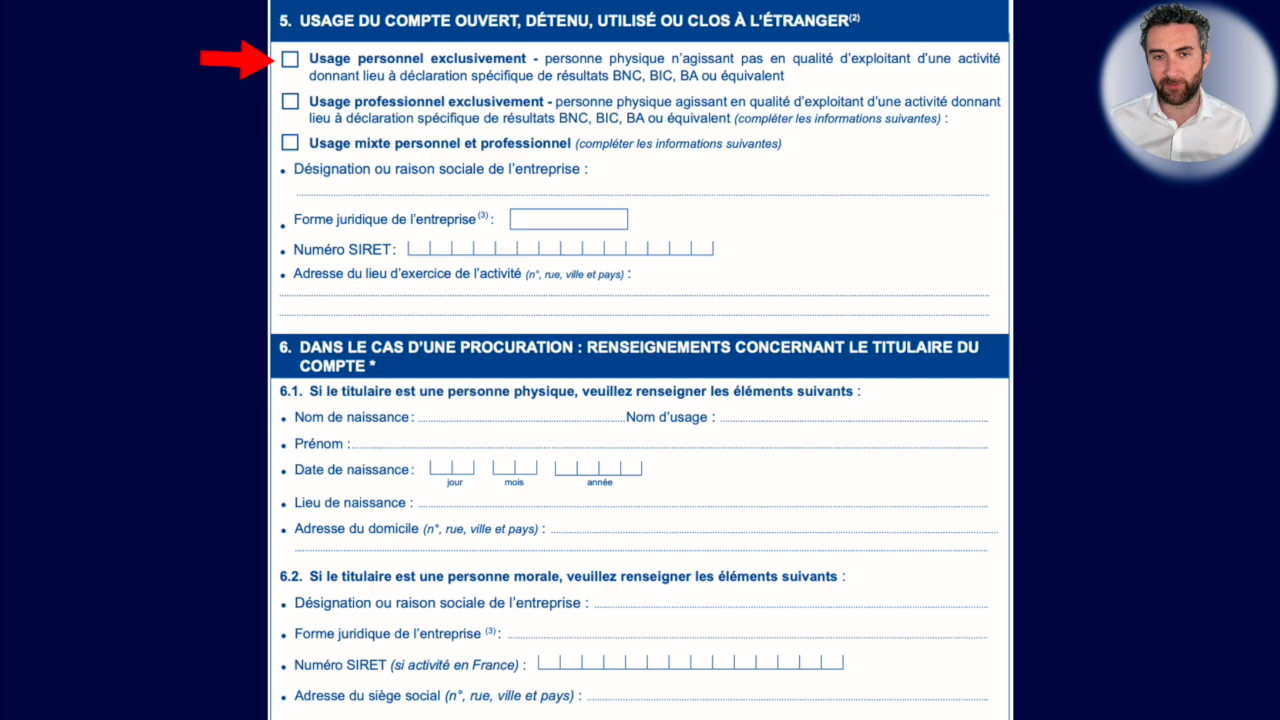 5. USAGE DU COMPTE OUVERT, DÉTENU, UTILISÉ OU CLOS À L'ÉTRANGER(2)
Usage personnel exclusivement - personne physique n'agissant pas en qualité d'exploitant d'une activité
donnant lieu à déclaration spécifique de résultats BNC, BIC, BA ou équivalent
Usage professionnel exclusivement - personne physique agissant en qualité d'exploitant d'une activité donnant
lieu à déclaration spécifique de résultats BNC, BIC, BA ou équivalent (compléter les informations suivantes) :
Usage mixte personnel et professionnel (compléter les informations suivantes)
• Désignation ou raison sociale de l'entreprise :
• Forme juridique de l'entreprise (3) :
• Numéro SIRET :
• Adresse du lieu d'exercice de l'activité (n°, rue, ville et pays) :
6. DANS LE CAS D'UNE PROCURATION : RENSEIGNEMENTS CONCERNANT LE TITULAIRE DU
COMPTE *
6.1. Si le titulaire est une personne physique, veuillez renseigner les éléments suivants :
• Nom de naissance : Nom d'usage :
• Prénom :
• Date de naissance :
jour mois année
• Lieu de naissance :
• Adresse du domicile (n°, rue, ville et pays) :
6.2. Si le titulaire est une personne morale, veuillez renseigner les éléments suivants :
• Désignation ou raison sociale de l'entreprise :
• Forme juridique de l'entreprise (3) :
• Numéro SIRET (si activité en France) :
• Adresse du siège social (n°, rue, ville et pays) :